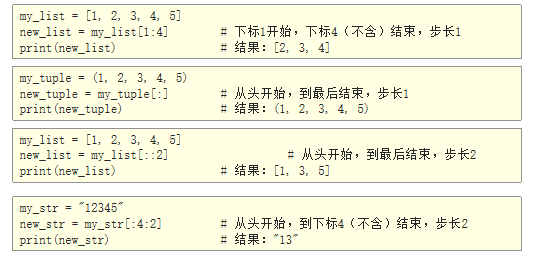 my_list = [1, 2, 3, 4, 5]
new_list = my_list[1:4] # 下标1开始，下标4（不含）结束，步长1
print(new_list) # 结果：[2, 3, 4]
my_tuple = (1, 2, 3, 4, 5)
new_tuple = my_tuple[:] # 从头开始，到最后结束，步长1
print(new_tuple) # 结果：(1, 2, 3, 4, 5)
my_list = [1, 2, 3, 4, 5]
new_list = my_list[::2] # 从头开始，到最后结束，步长2
print(new_list) # 结果：[1, 3, 5]
my_str = "12345"
new_str = my_str[:4:2] # 从头开始，到下标4（不含）结束，步长2
print(new_str) # 结果："13"